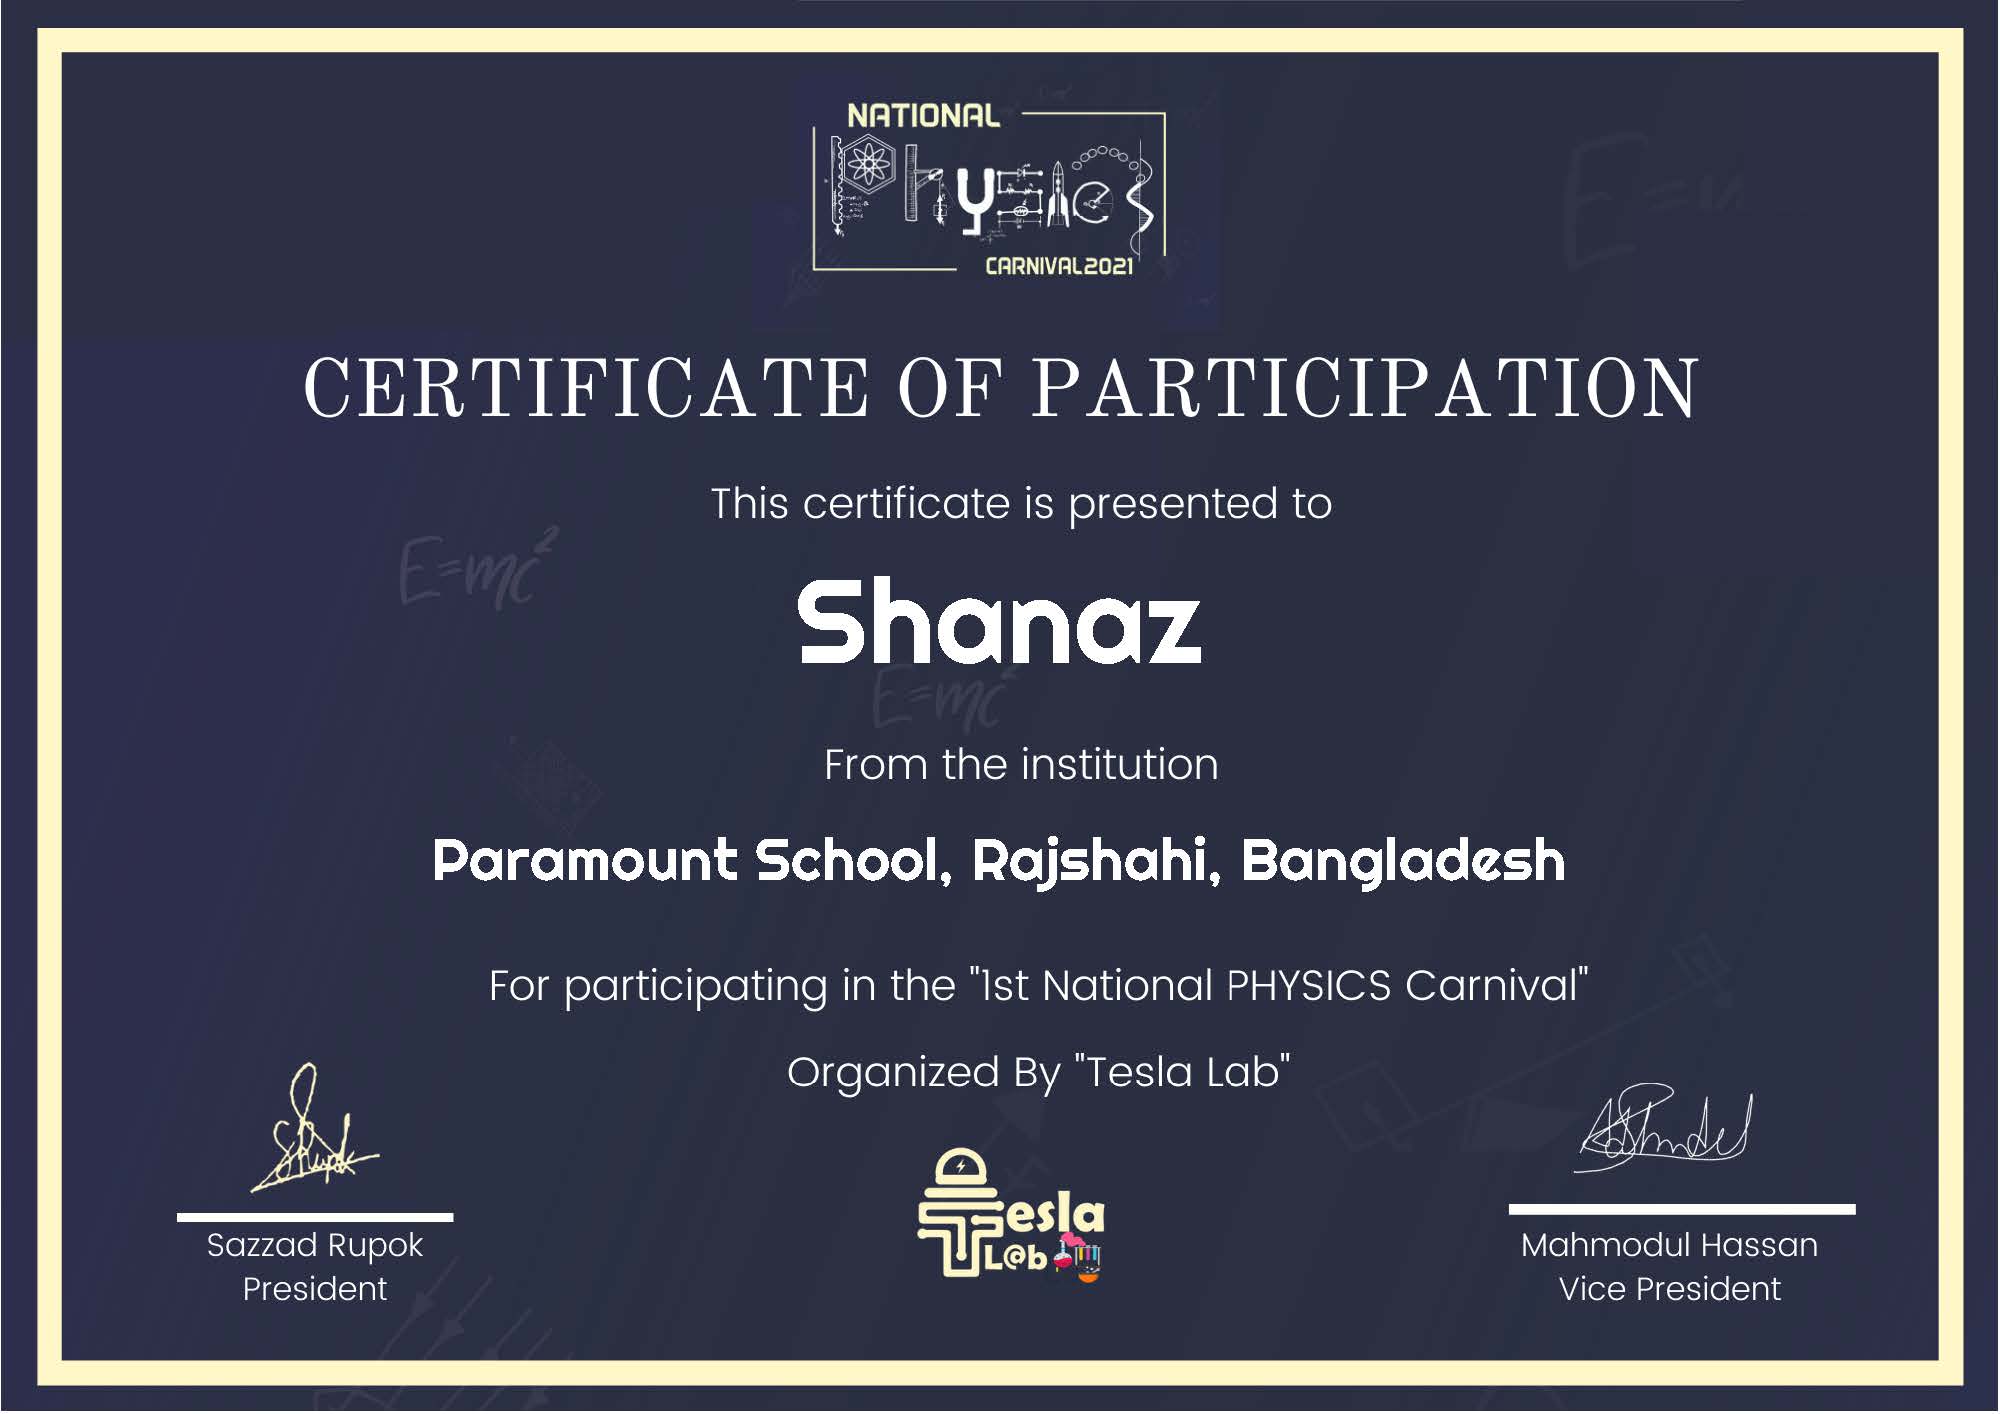 NATIONAL
Physics
CARNIVAL2021
CERTIFICATE OF PARTICIPATION
This certificate is presented to
E=mc²
Shanaz
E=mc²
From the institution
Paramount School, Rajshahi, Bangladesh
For participating in the "1st National PHYSICS Carnival"
Organized By "Tesla Lab"
Tesla
L@b
Sazzad Rupok
President
Mahmodul Hassan
Vice President